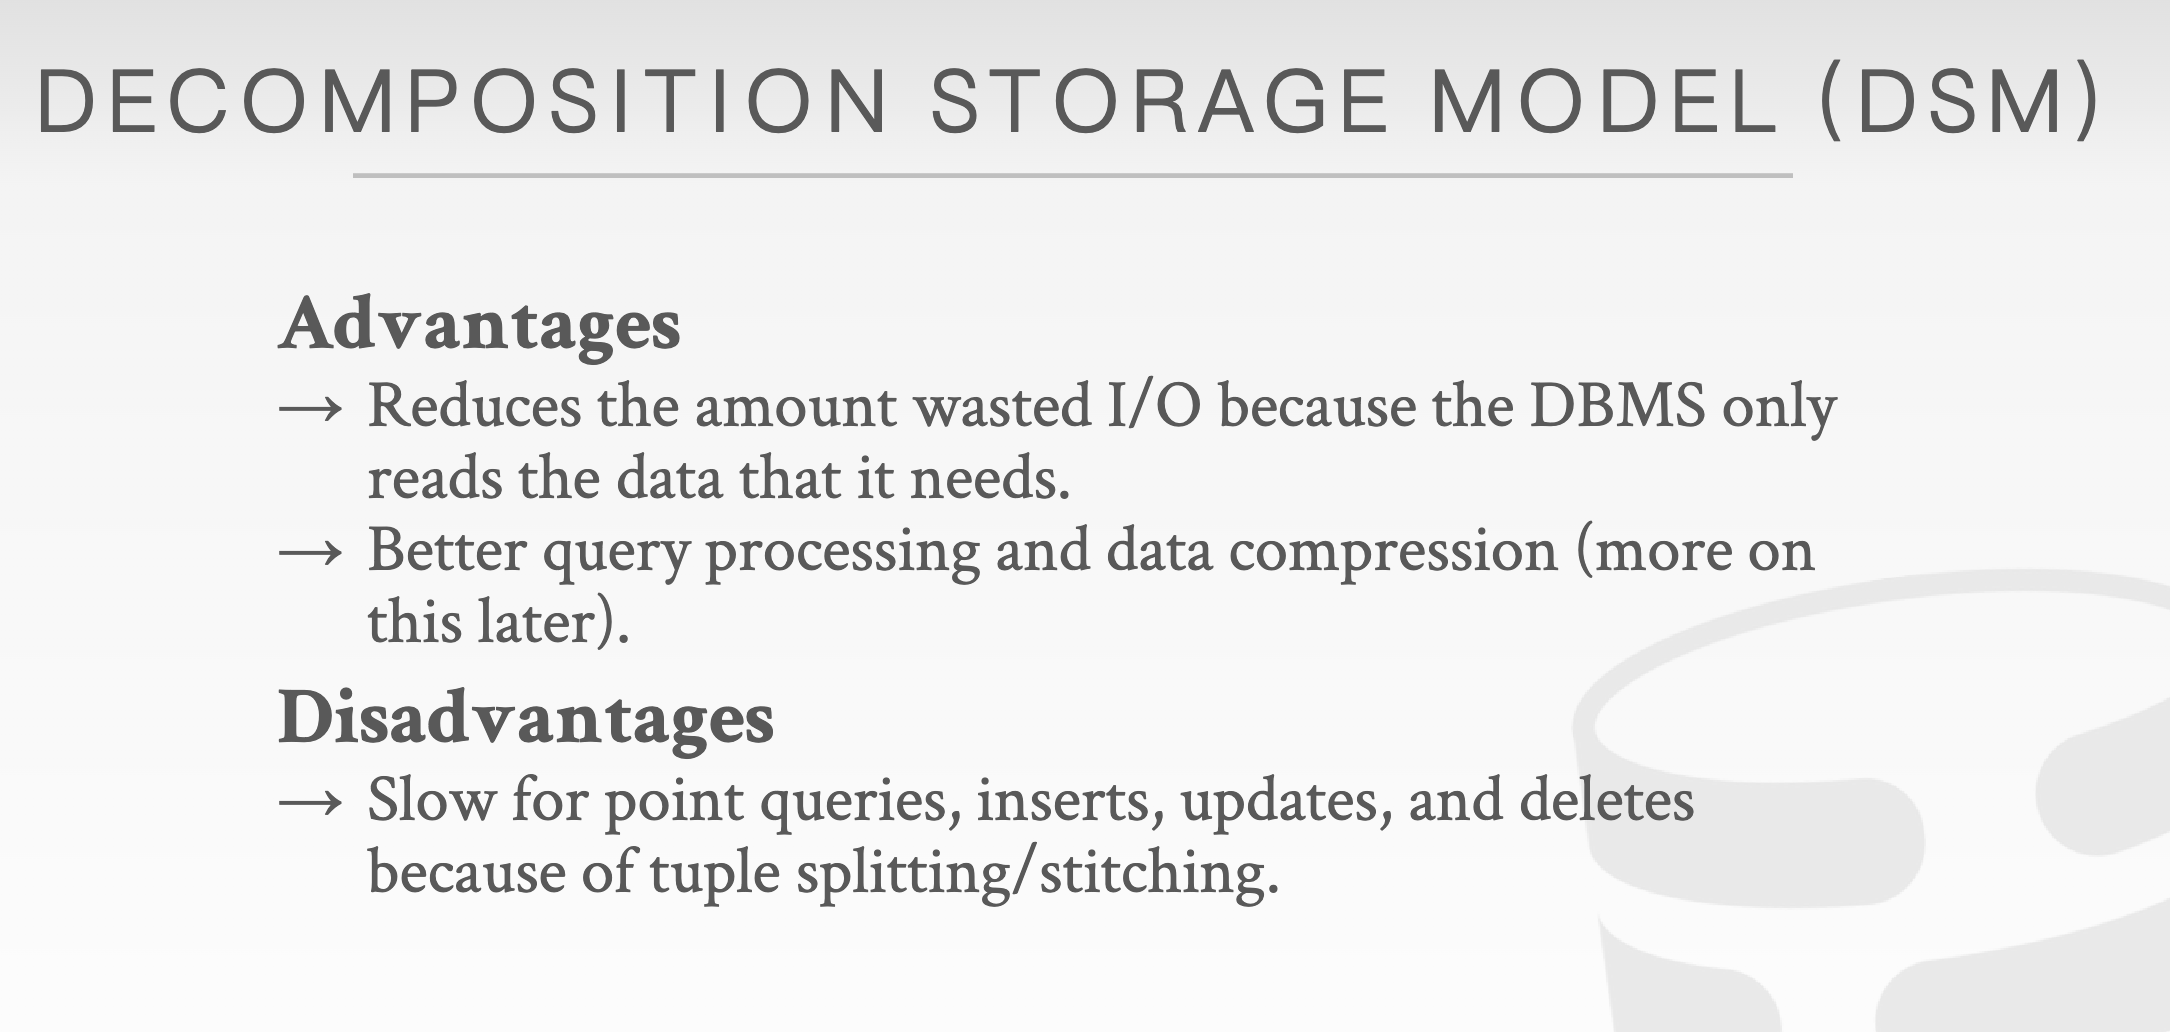 DECOMPOSITION STORAGE MODEL (DSM)
Advantages
→ Reduces the amount wasted I/O because the DBMS only
reads the data that it needs.
→ Better query processing and data compression (more on
this later).
Disadvantages
→ Slow for point queries, inserts, updates, and deletes
because of tuple splitting/stitching.